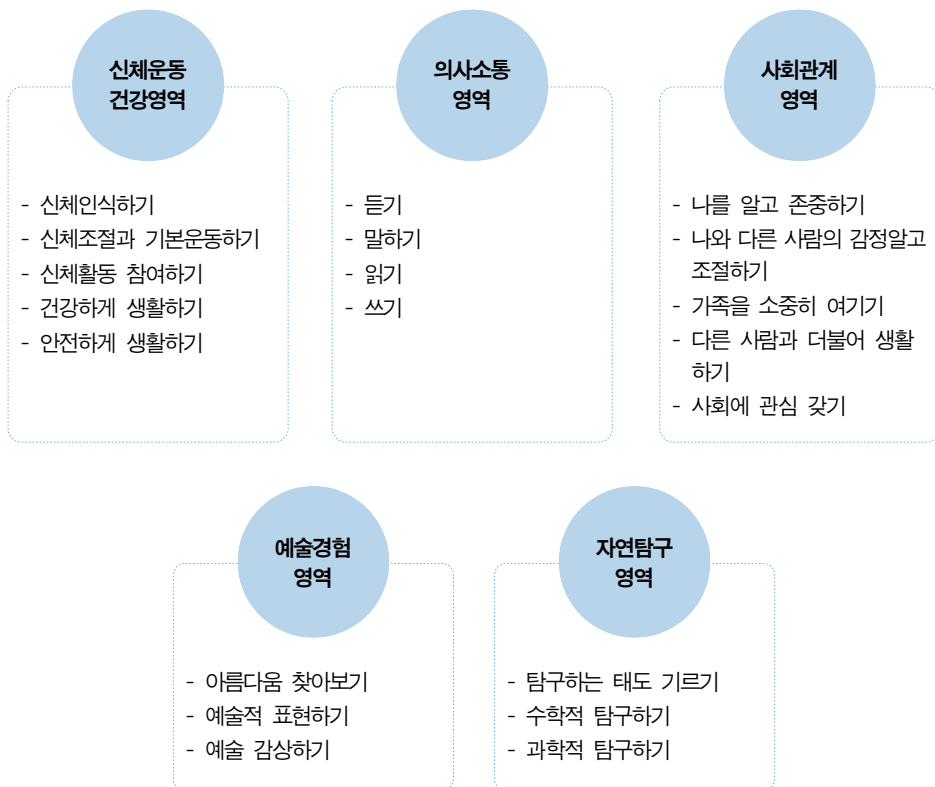 신체운동
건강영역
- 신체인식하기
- 신체조절과 기본운동하기
- 신체활동 참여하기
- 건강하게 생활하기
- 안전하게 생활하기
의사소통
영역
- 듣기
- 말하기
- 읽기
- 쓰기
사회관계
영역
- 나를 알고 존중하기
- 나와 다른 사람의 감정알고
조절하기
- 가족을 소중히 여기기
- 다른 사람과 더불어 생활
하기
- 사회에 관심 갖기
예술경험
영역
- 아름다움 찾아보기
- 예술적 표현하기
- 예술 감상하기
자연탐구
영역
- 탐구하는 태도 기르기
- 수학적 탐구하기
- 과학적 탐구하기